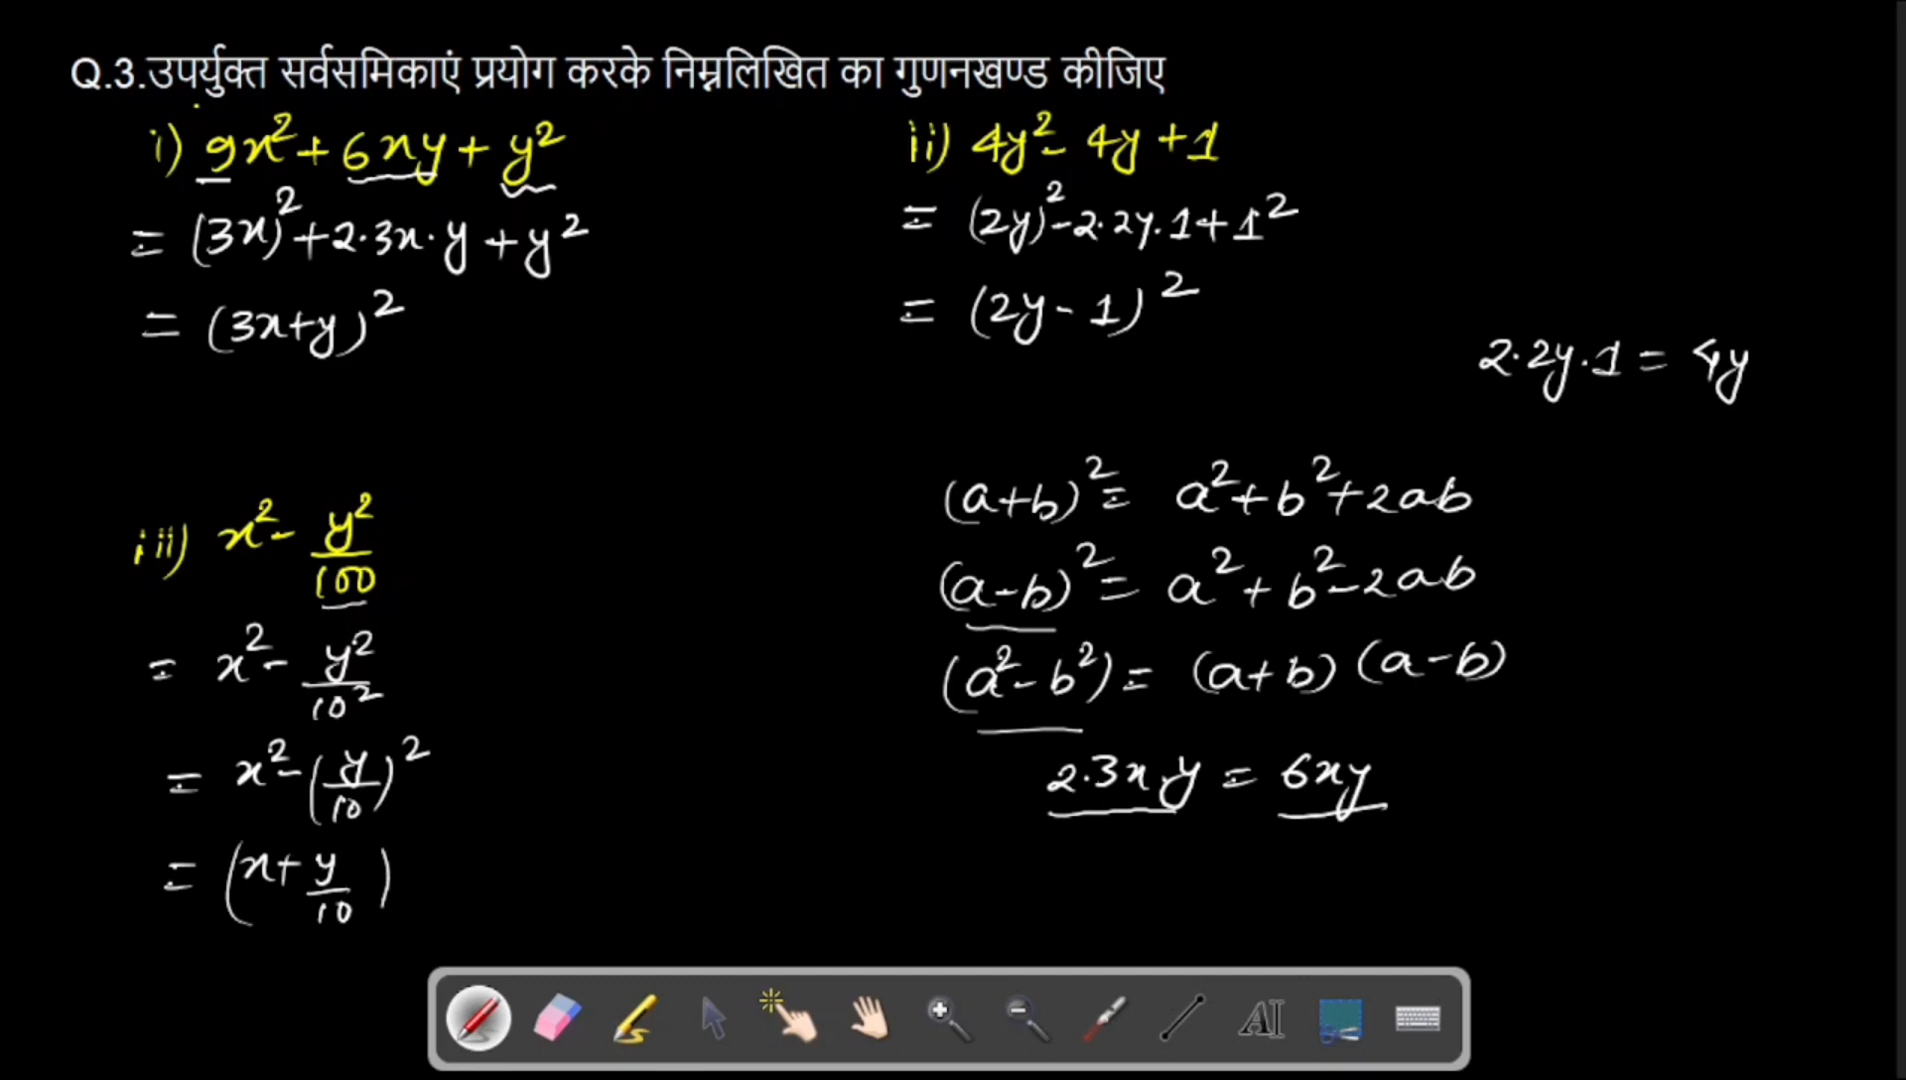 Q.3.उपर्युक्त सर्वसमिकाएं प्रयोग करके निम्नलिखित का गुणनखण्ड कीजिए
i) 9x² + 6xy + y²
= (3x)² + 2·3x·y + y²
= (3x+y)²
ii) 4y² - 4y + 1
= (2y)² - 2·2y·1 + 1²
= (2y - 1)²
2·2y·1 = 4y
iii) x² - y²/100
= x² - y²/10²
= x² - (y/10)²
= (x + y/10)
(a+b)² = a² + b² + 2ab
(a-b)² = a² + b² - 2ab
(a² - b²) = (a+b) (a-b)
2·3x y = 6xy
AI